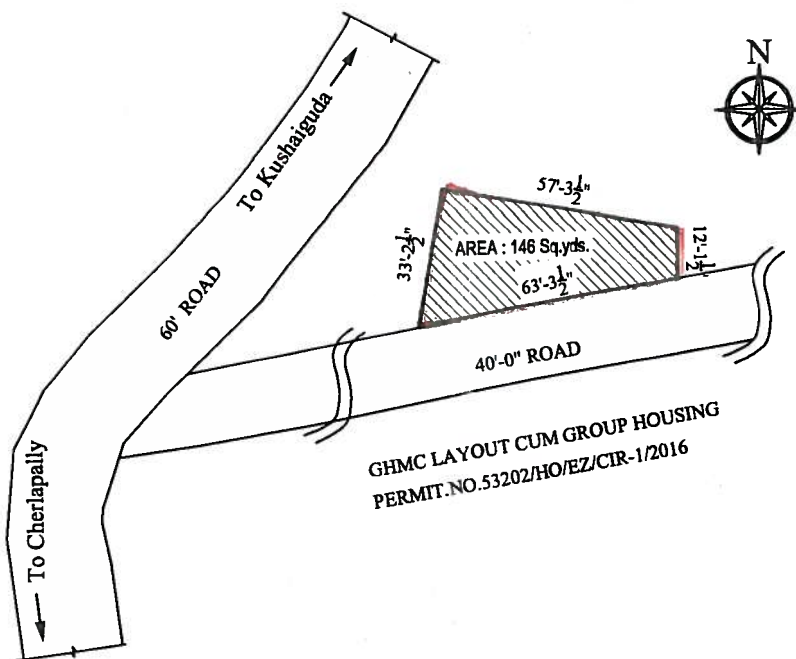 N
To Kushaiguda
57'-3½"
33'-2½"
AREA : 146 Sq.yds.
12'-1½"
63'-3½"
60' ROAD
40'-0" ROAD
GHMC LAYOUT CUM GROUP HOUSING
PERMIT.NO.53202/HO/EZ/CIR-1/2016
To Cherlapally